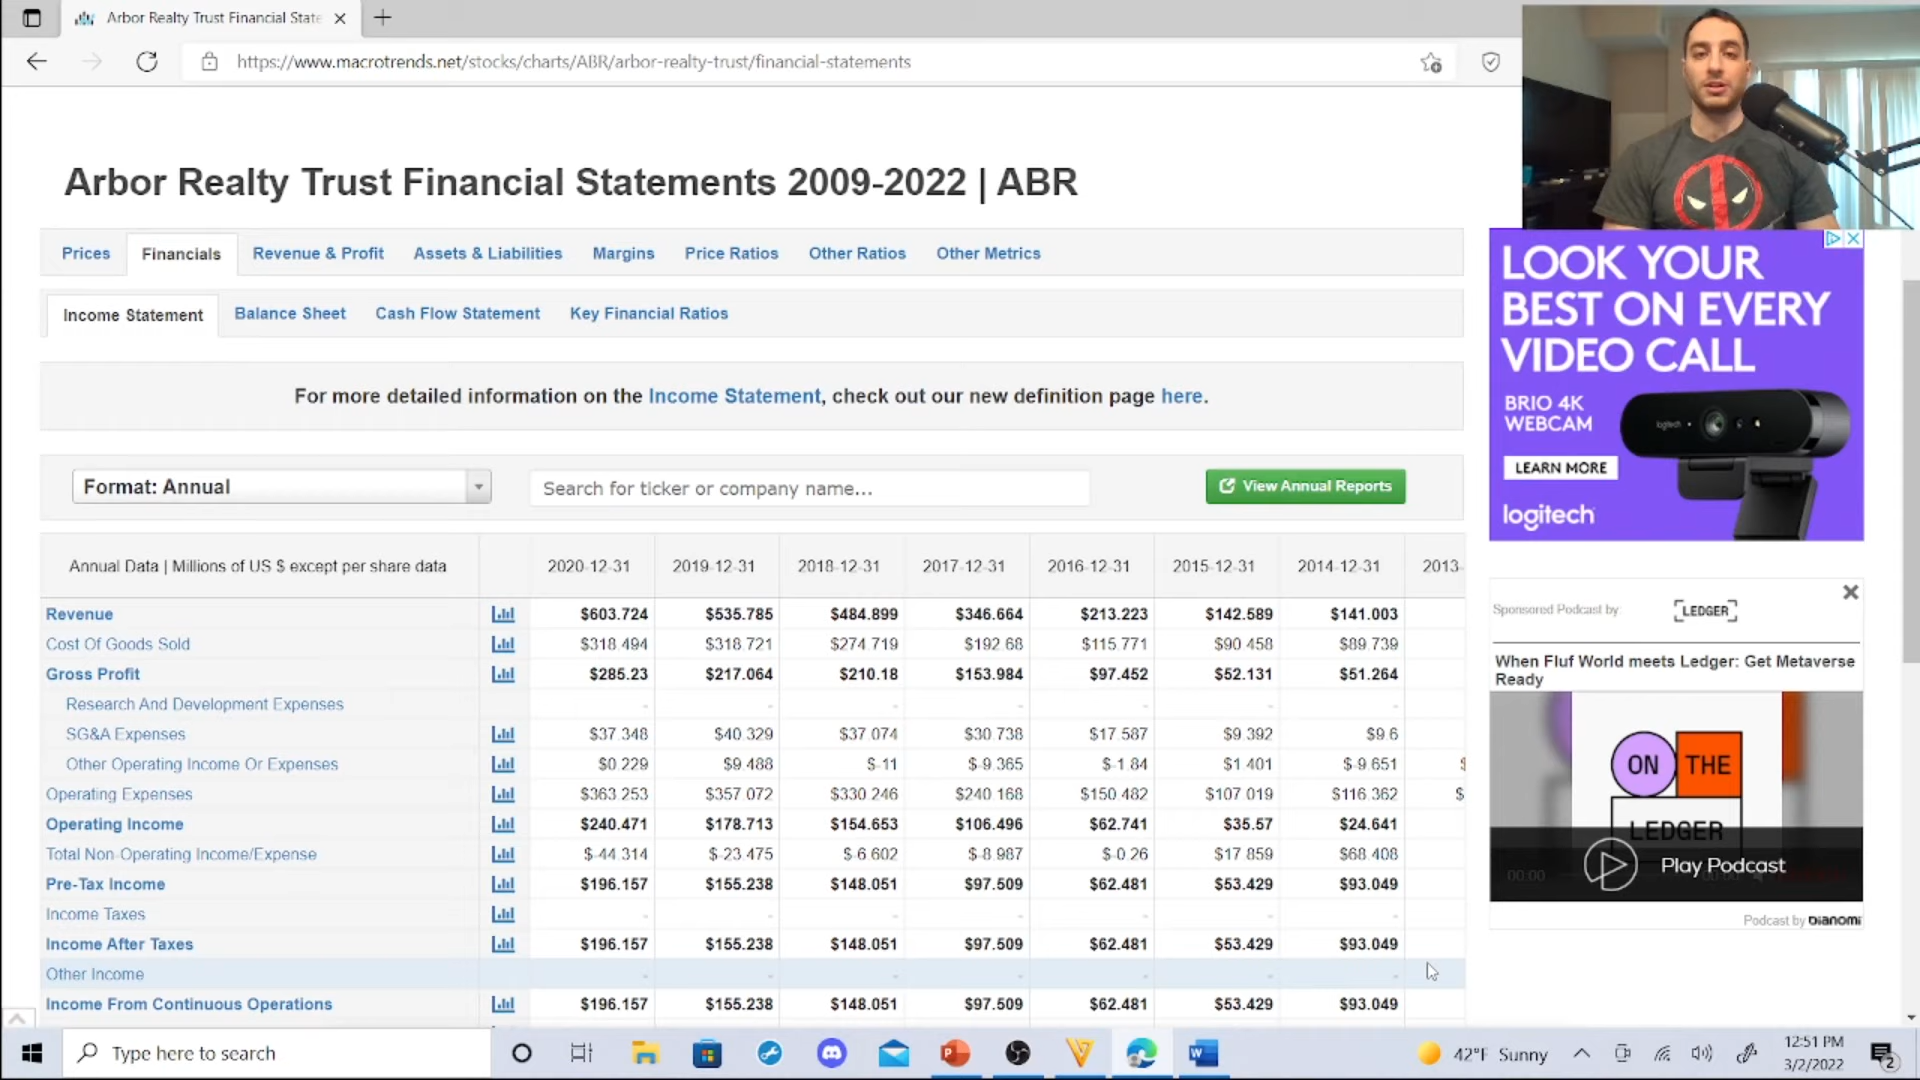 Arbor Realty Trust Financial State
https://www.macrotrends.net/stocks/charts/ABR/arbor-realty-trust/financial-statements
Arbor Realty Trust Financial Statements 2009-2022 | ABR
Prices Financials Revenue & Profit Assets & Liabilities Margins Price Ratios Other Ratios Other Metrics
Income Statement Balance Sheet Cash Flow Statement Key Financial Ratios
For more detailed information on the Income Statement, check out our new definition page here.
Format: Annual Search for ticker or company name... View Annual Reports
Annual Data | Millions of US $ except per share data 2020-12-31 2019-12-31 2018-12-31 2017-12-31 2016-12-31 2015-12-31 2014-12-31 2013-
Revenue $603.724 $535.785 $484.899 $346.664 $213.223 $142.589 $141.003
Cost Of Goods Sold $318.494 $318.721 $274.719 $192.68 $115.771 $90.458 $89.739
Gross Profit $285.23 $217.064 $210.18 $153.984 $97.452 $52.131 $51.264
Research And Development Expenses - - - - - - -
SG&A Expenses $37.348 $40.329 $37.074 $30.738 $17.587 $9.392 $9.6
Other Operating Income Or Expenses $0.229 $9.488 $-11 $-9.365 $-1.84 $1.401 $-9.651 $
Operating Expenses $363.253 $357.072 $330.246 $240.168 $150.482 $107.019 $116.362 $
Operating Income $240.471 $178.713 $154.653 $106.496 $62.741 $35.57 $24.641
Total Non-Operating Income/Expense $-44.314 $-23.475 $-6.602 $-8.987 $-0.26 $17.859 $68.408
Pre-Tax Income $196.157 $155.238 $148.051 $97.509 $62.481 $53.429 $93.049
Income Taxes - - - - - - -
Income After Taxes $196.157 $155.238 $148.051 $97.509 $62.481 $53.429 $93.049
Other Income - - - - - - -
Income From Continuous Operations $196.157 $155.238 $148.051 $97.509 $62.481 $53.429 $93.049
LOOK YOUR
BEST ON EVERY
VIDEO CALL
BRIO 4K
WEBCAM
LEARN MORE
logitech
logitech
Sponsored Podcast by: LEDGER
When Fluf World meets Ledger: Get Metaverse
Ready
ON THE
LEDGER
00:00 Play Podcast
Podcast by DIANOMI
Type here to search
42°F Sunny
12:51 PM
3/2/2022
2